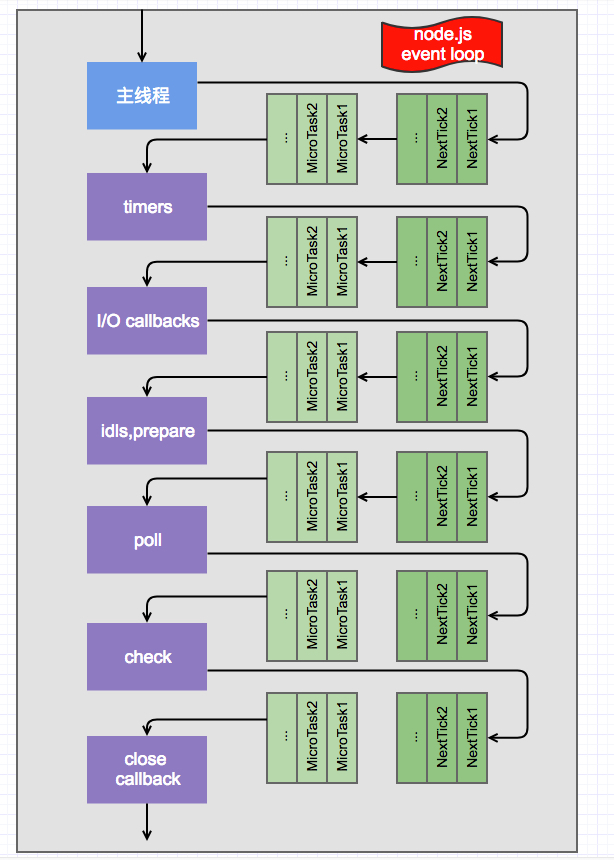 node.js
event loop
主线程
...
MicroTask2
MicroTask1
...
NextTick2
NextTick1
timers
...
MicroTask2
MicroTask1
...
NextTick2
NextTick1
I/O callbacks
...
MicroTask2
MicroTask1
...
NextTick2
NextTick1
idls,prepare
...
MicroTask2
MicroTask1
...
NextTick2
NextTick1
poll
...
MicroTask2
MicroTask1
...
NextTick2
NextTick1
check
...
MicroTask2
MicroTask1
...
NextTick2
NextTick1
close
callback